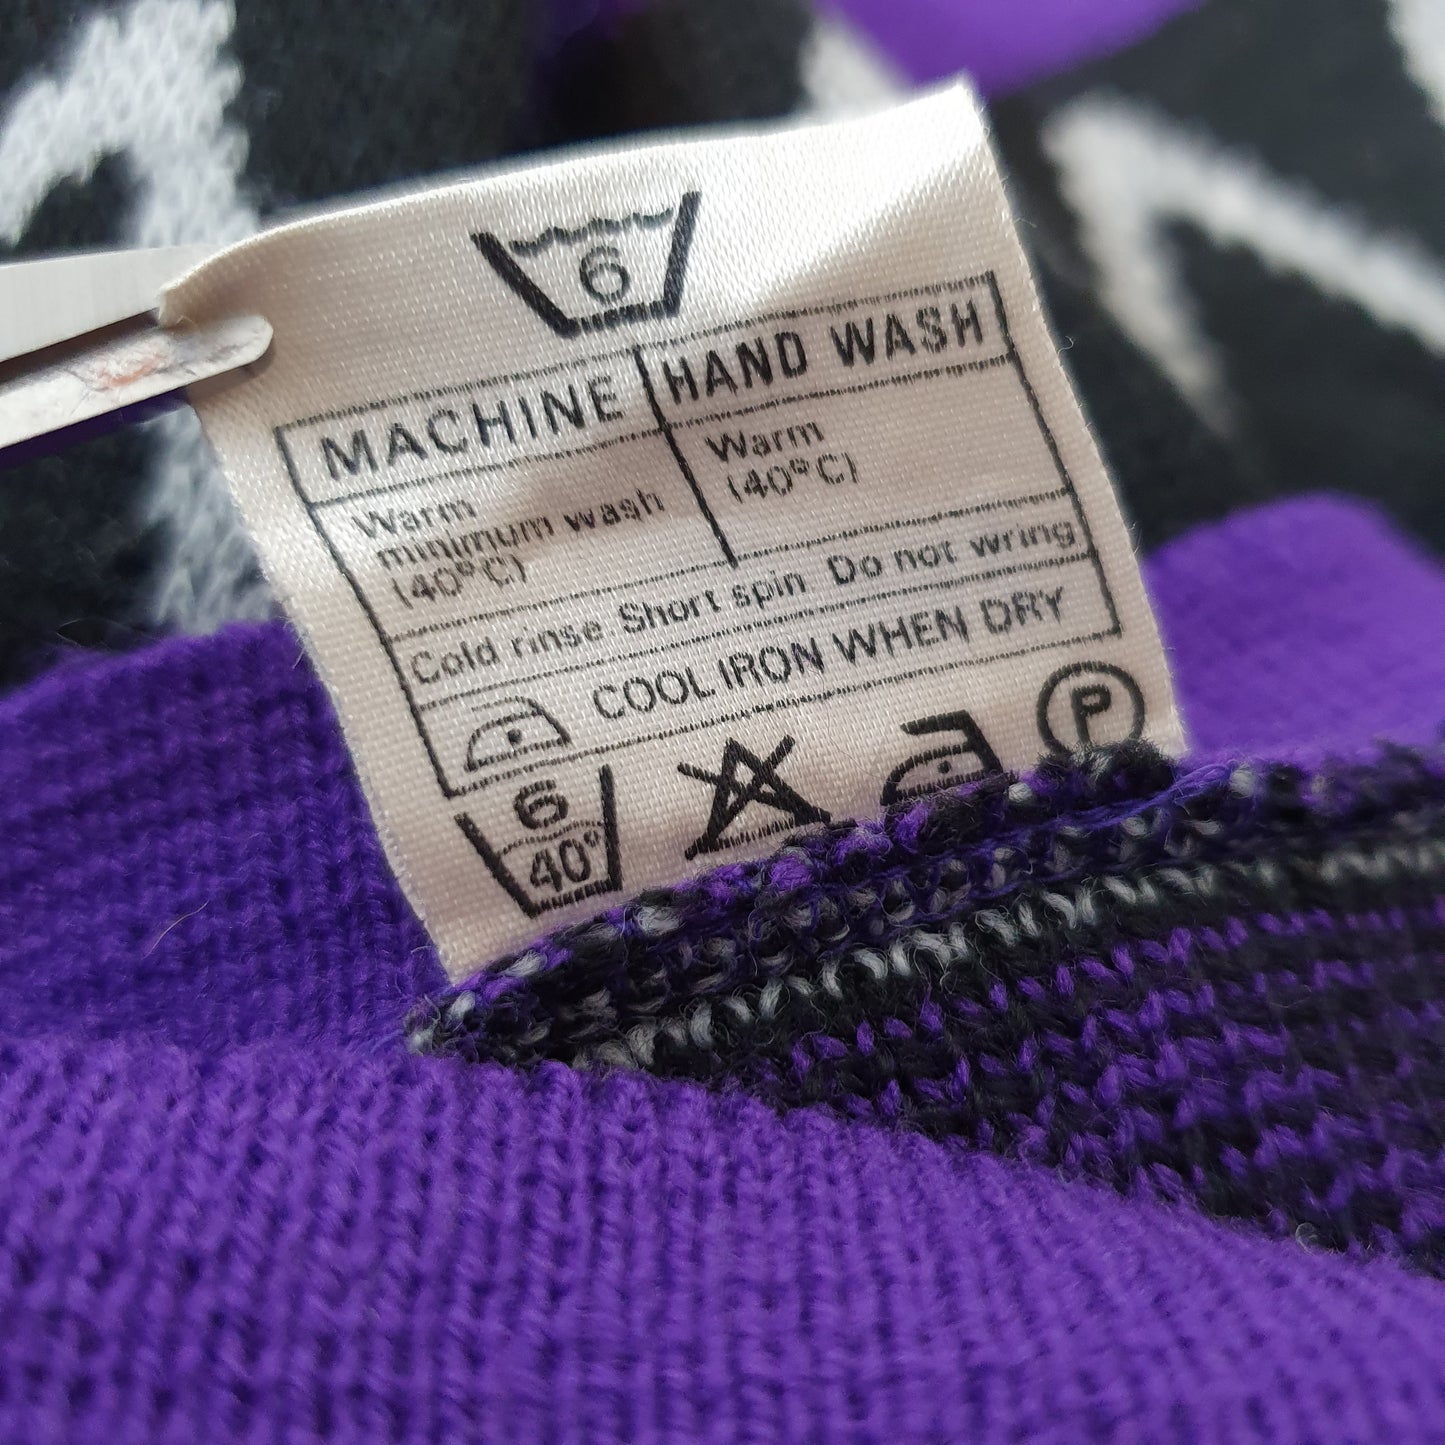 6
MACHINE HAND WASH
Warm
minimum wash
(40°C)
Warm
(40°C)
Cold rinse. Short spin. Do not wring
COOL IRON WHEN DRY
6
40°
A
P